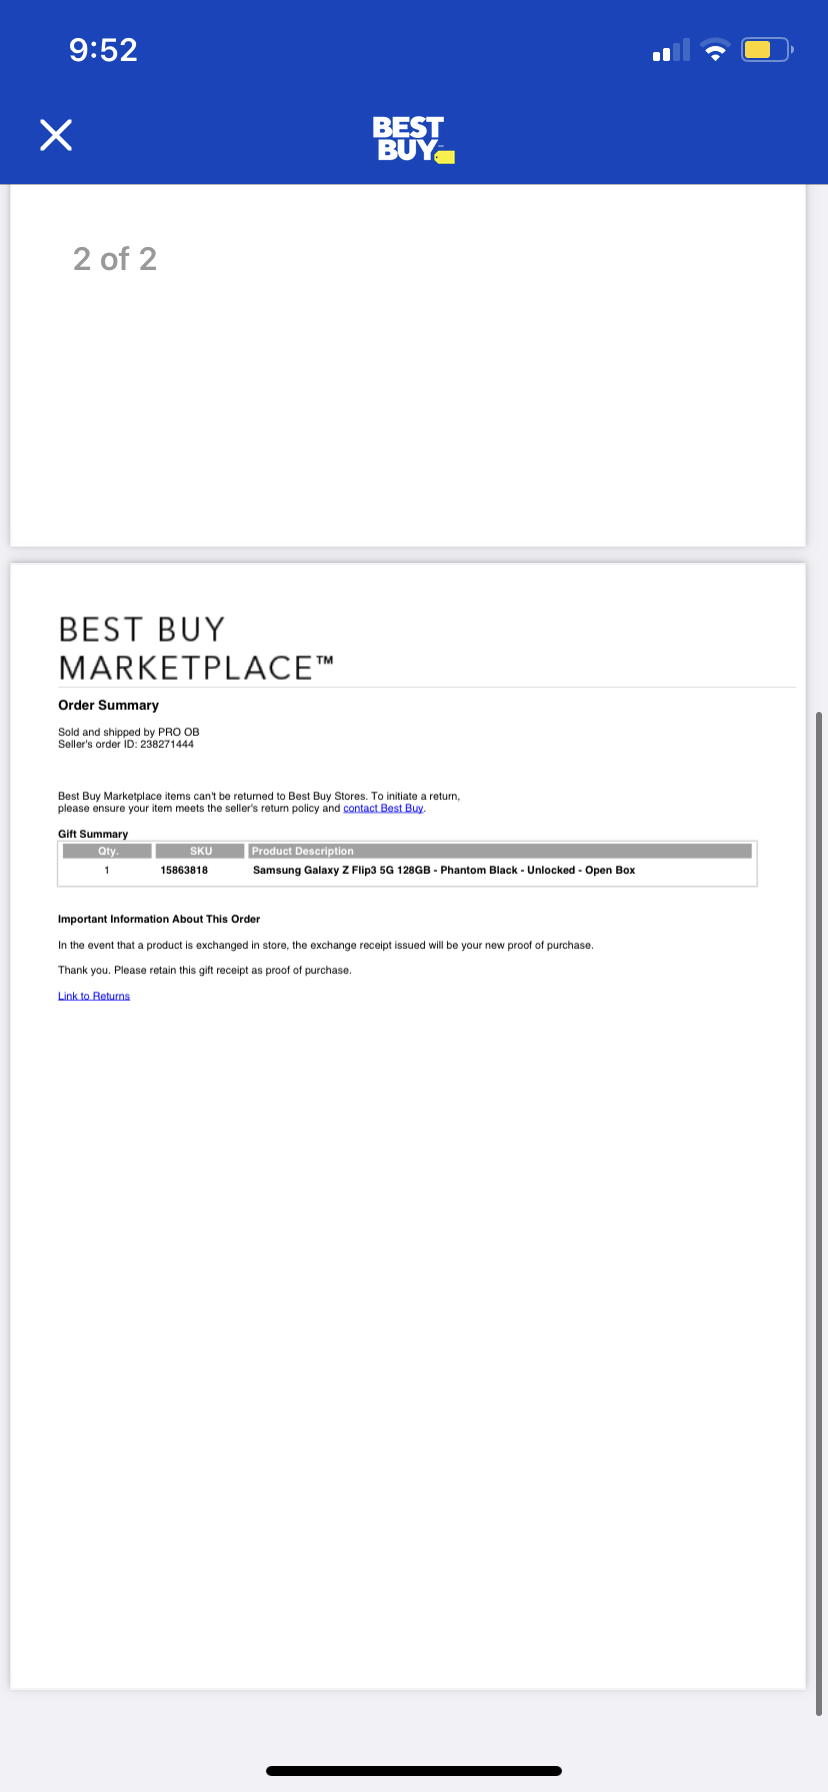 9:52
BEST
BUY
2 of 2
BEST BUY
MARKETPLACE™
Order Summary
Sold and shipped by PRO OB
Seller's order ID: 238271444
Best Buy Marketplace items can't be returned to Best Buy Stores. To initiate a return,
please ensure your item meets the seller's return policy and contact Best Buy.
Gift Summary
Qty. SKU Product Description
1 15863818 Samsung Galaxy Z Flip3 5G 128GB - Phantom Black - Unlocked - Open Box
Important Information About This Order
In the event that a product is exchanged in store, the exchange receipt issued will be your new proof of purchase.
Thank you. Please retain this gift receipt as proof of purchase.
Link to Returns